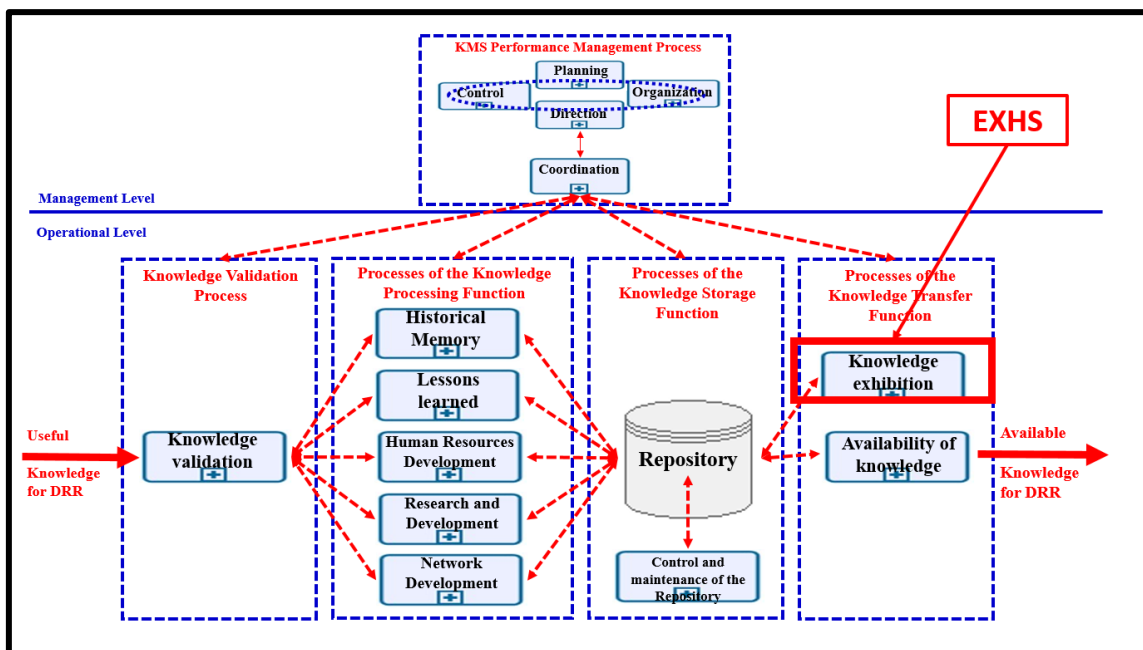 KMS Performance Management Process
Planning
Control
Organization
Direction
EXHS
Coordination
Management Level
Operational Level
Knowledge Validation
Process
Processes of the Knowledge
Processing Function
Processes of the
Knowledge Storage
Function
Processes of the
Knowledge Transfer
Function
Historical
Memory
Knowledge
exhibition
Lessons
learned
Useful
Knowledge
for DRR
Knowledge
validation
Human Resources
Development
Repository
Availability of
knowledge
Available
Knowledge
for DRR
Research and
Development
Network
Development
Control and
maintenance of the
Repository